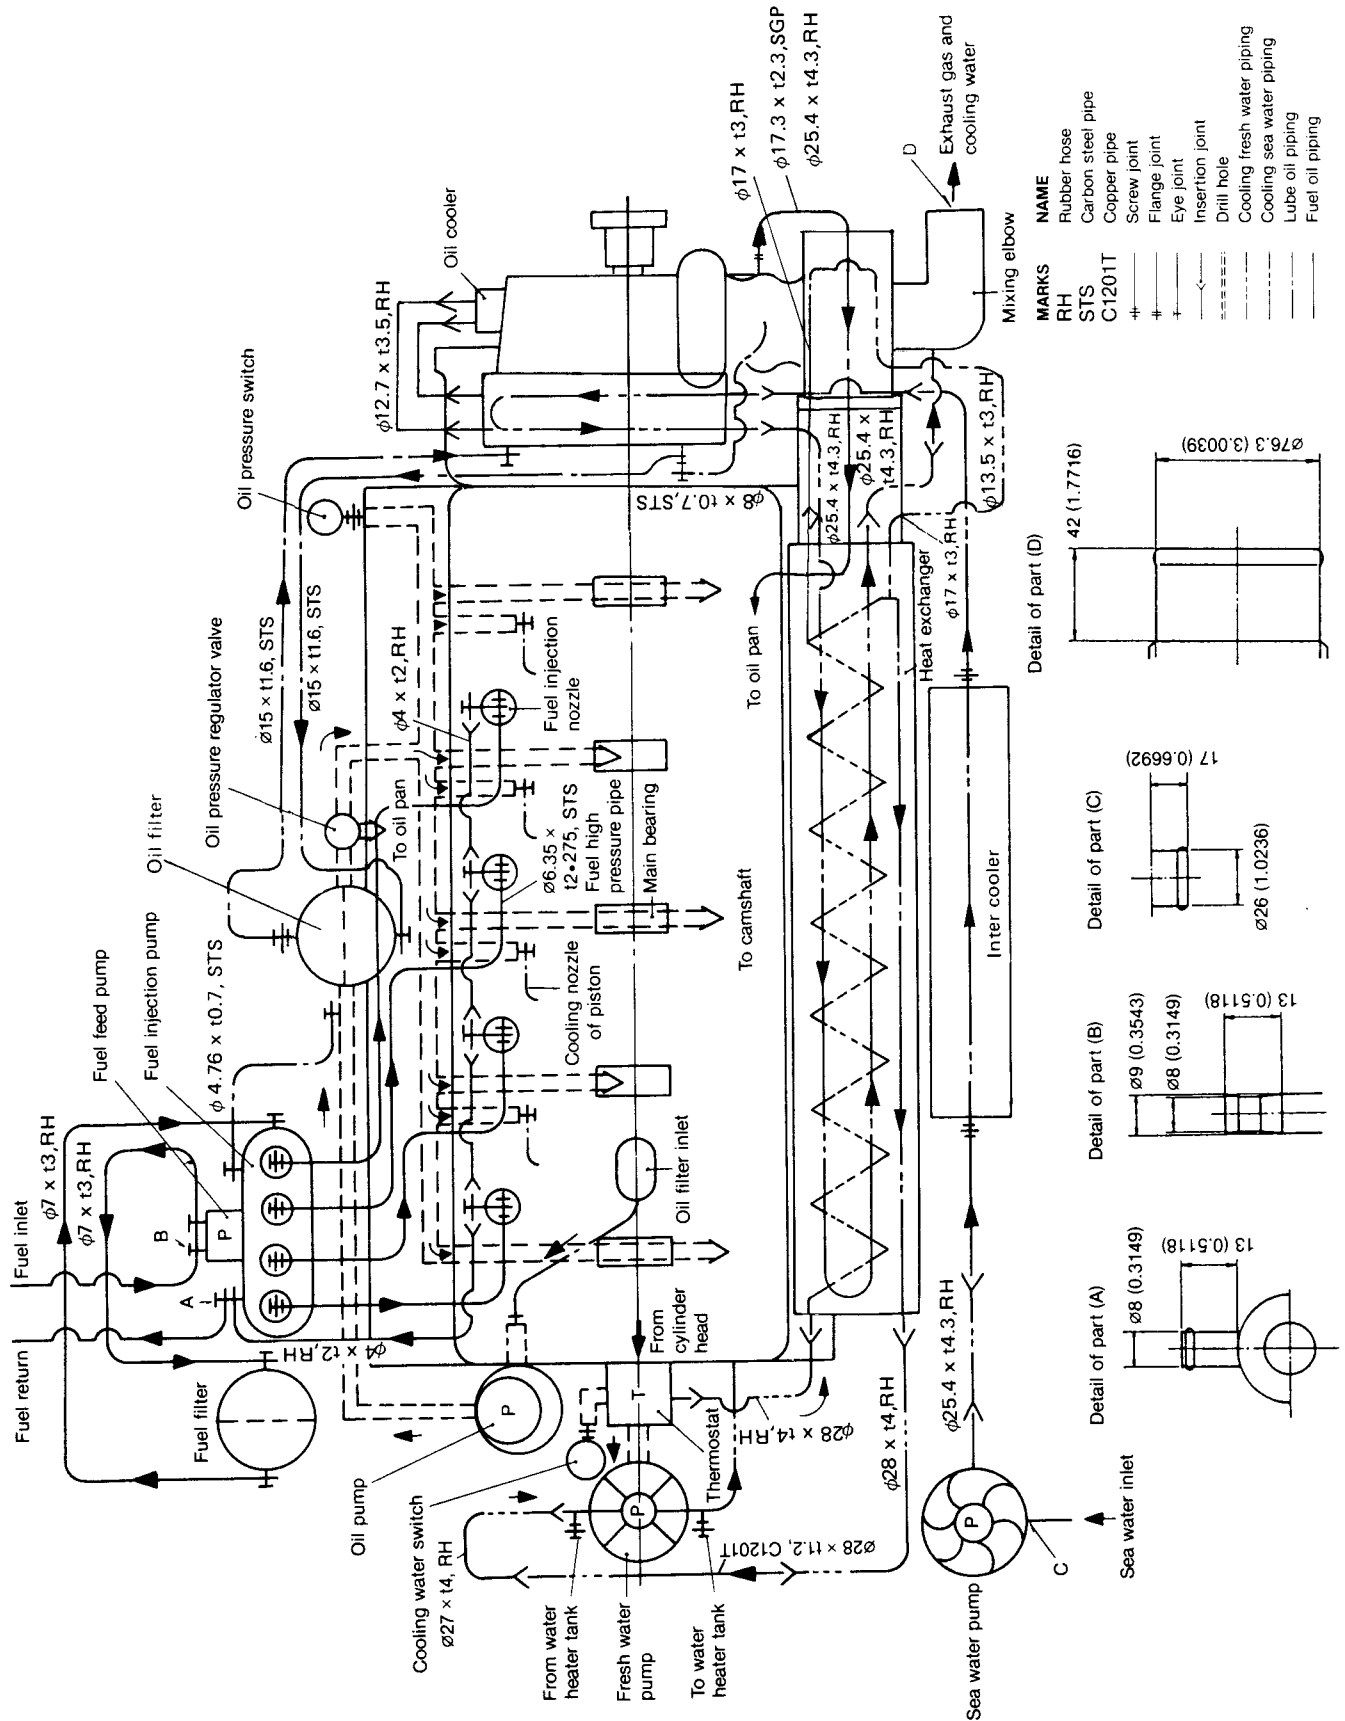 Fuel return
Fuel inlet
ϕ7 x t3,RH
ϕ7 x t3,RH
Fuel feed pump
Fuel injection pump
ϕ 4.76 x t0.7, STS
Oil filter
Oil pressure regulator valve
Ø15 × t1.6, STS
Ø15 × t1.6, STS
Oil pressure switch
ϕ12.7 x t3.5,RH
Oil cooler
B
A
P
Fuel filter
ϕ4 x t2,RH
To oil pan
ϕ4 x t2,RH
Fuel injection
nozzle
Ø6.35 ×
t2•275, STS
Fuel high
pressure pipe
Main bearing
Cooling nozzle
of piston
Oil filter inlet
ϕ8 x t0.7,STS
Oil pump
P
Cooling water switch
Ø27 × t4, RH
From
cylinder
head
T
Thermostat
P
ϕ28 x t4,RH
From water
heater tank
Fresh water
pump
To water
heater tank
Ø28 × t1.2, C1201T
To camshaft
To oil pan
ϕ17 x t3,RH
ϕ17.3 x t2.3,SGP
ϕ25.4 x t4.3,RH
ϕ25.4 x t4.3,RH
ϕ25.4 x
t4.3,RH
ϕ13.5 x t3,RH
ϕ17 x t3,RH
Heat exchanger
Inter cooler
ϕ28 x t4,RH
ϕ25.4 x t4.3,RH
Sea water pump
P
C
Sea water inlet
D
Exhaust gas and
cooling water
Mixing elbow
MARKS NAME
RH Rubber hose
STS Carbon steel pipe
C1201T Copper pipe
Screw joint
Flange joint
Eye joint
Insertion joint
Drill hole
Cooling fresh water piping
Cooling sea water piping
Lube oil piping
Fuel oil piping
Detail of part (A)
Ø8 (0.3149)
13 (0.5118)
Detail of part (B)
Ø9 (0.3543)
Ø8 (0.3149)
13 (0.5118)
Detail of part (C)
17 (0.6692)
Ø26 (1.0236)
Detail of part (D)
42 (1.7716)
Ø76.3 (3.0039)